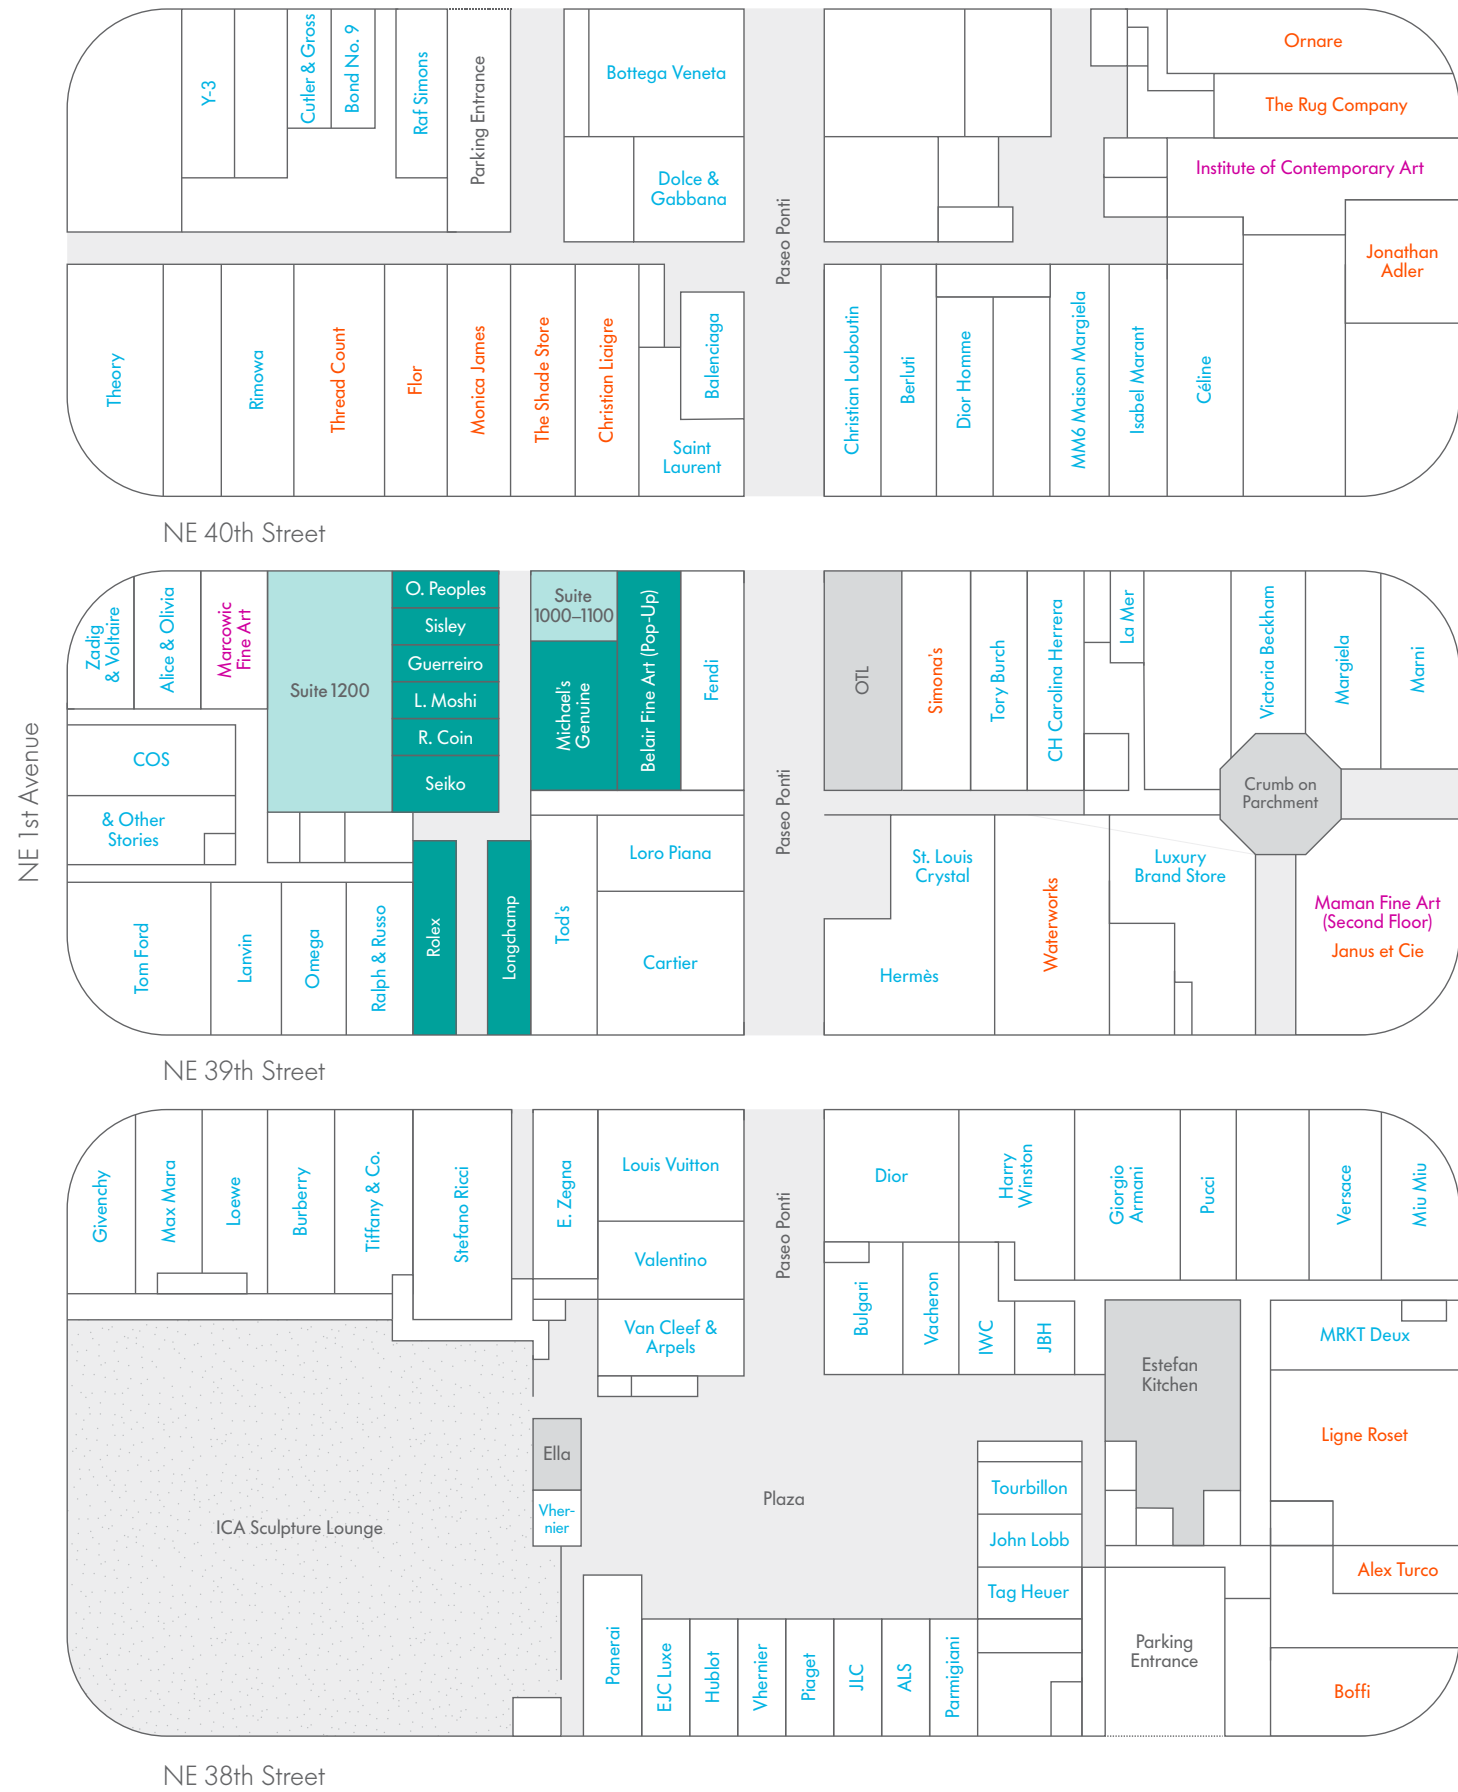 Y-3
Cutler & Gross
Bond No. 9
Raf Simons
Parking Entrance
Bottega Veneta
Dolce &
Gabbana
Paseo Ponti
Ornare
The Rug Company
Institute of Contemporary Art
Jonathan
Adler
Theory
Rimowa
Thread Count
Flor
Monica James
The Shade Store
Christian Liaigre
Balenciaga
Saint
Laurent
Christian Louboutin
Berluti
Dior Homme
MM6 Maison Margiela
Isabel Marant
Céline
NE 40th Street
NE 1st Avenue
Zadig
& Voltaire
Alice & Olivia
Marcowic
Fine Art
Suite 1200
O. Peoples
Sisley
Guerreiro
L. Moshi
R. Coin
Seiko
Suite
1000–1100
Michael's
Genuine
Belair Fine Art (Pop-Up)
Fendi
Paseo Ponti
OTL
Simona's
Tory Burch
CH Carolina Herrera
La Mer
Victoria Beckham
Margiela
Marni
COS
& Other
Stories
Crumb on
Parchment
Tom Ford
Lanvin
Omega
Ralph & Russo
Rolex
Longchamp
Tod's
Loro Piana
Cartier
St. Louis
Crystal
Hermès
Waterworks
Luxury
Brand Store
Maman Fine Art
(Second Floor)
Janus et Cie
NE 39th Street
Givenchy
Max Mara
Loewe
Burberry
Tiffany & Co.
Stefano Ricci
E. Zegna
Louis Vuitton
Valentino
Van Cleef &
Arpels
Paseo Ponti
Dior
Harry
Winston
Giorgio
Armani
Pucci
Versace
Miu Miu
Bulgari
Vacheron
IWC
JBH
Estefan
Kitchen
MRKT Deux
Ligne Roset
Ella
Vher-
nier
ICA Sculpture Lounge
Plaza
Tourbillon
John Lobb
Tag Heuer
Alex Turco
Parking
Entrance
Boffi
Panerai
EJC Luxe
Hublot
Vhernier
Piaget
JLC
ALS
Parmigiani
NE 38th Street